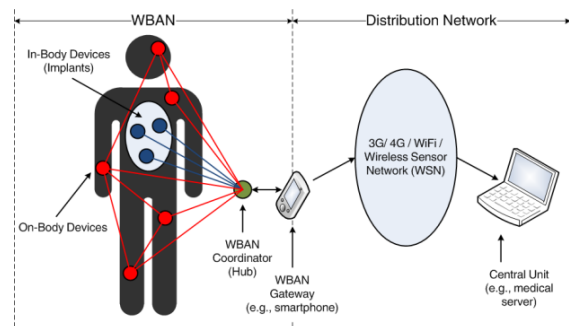 WBAN
Distribution Network
In-Body Devices
(Implants)
3G/ 4G / WiFi /
Wireless Sensor
Network (WSN)
On-Body Devices
WBAN
Coordinator
(Hub)
WBAN
Gateway
(e.g., smartphone)
Central Unit
(e.g., medical
server)